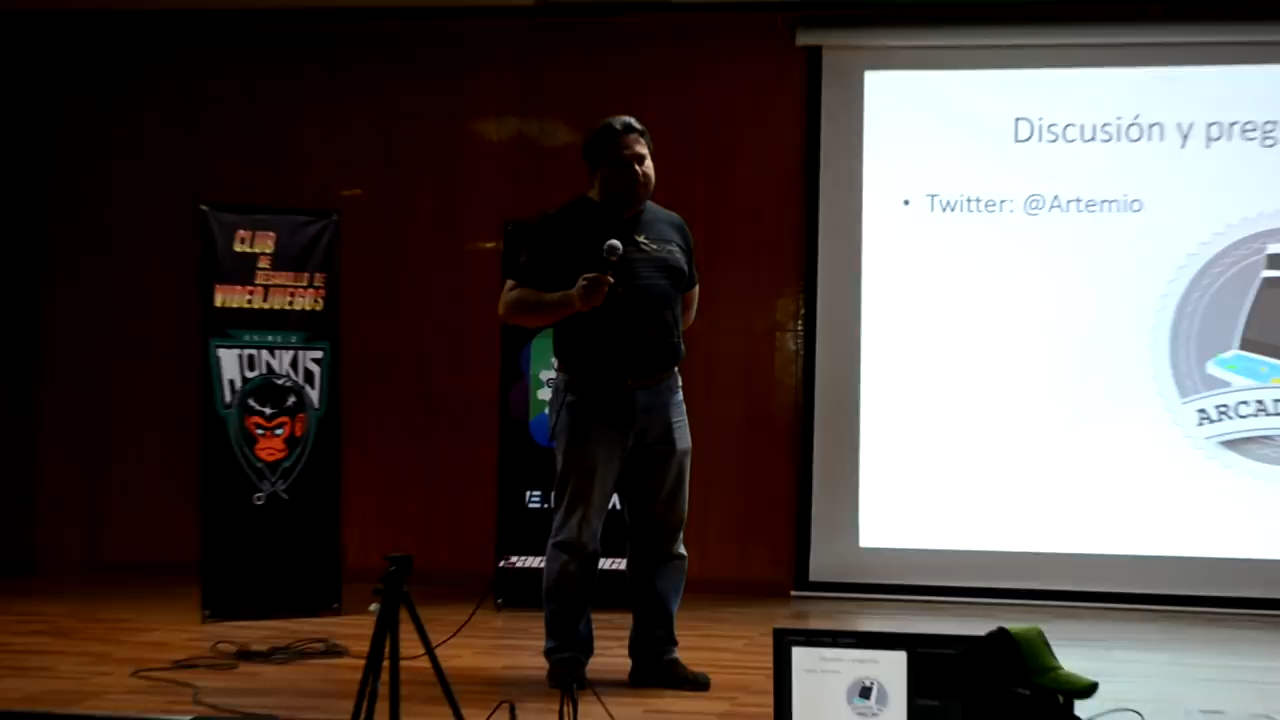 CLUB
DE
DESARROLLO DE
VIDEOJUEGOS
MONKIS
Discusión y preg
• Twitter: @Artemio
ARCAD